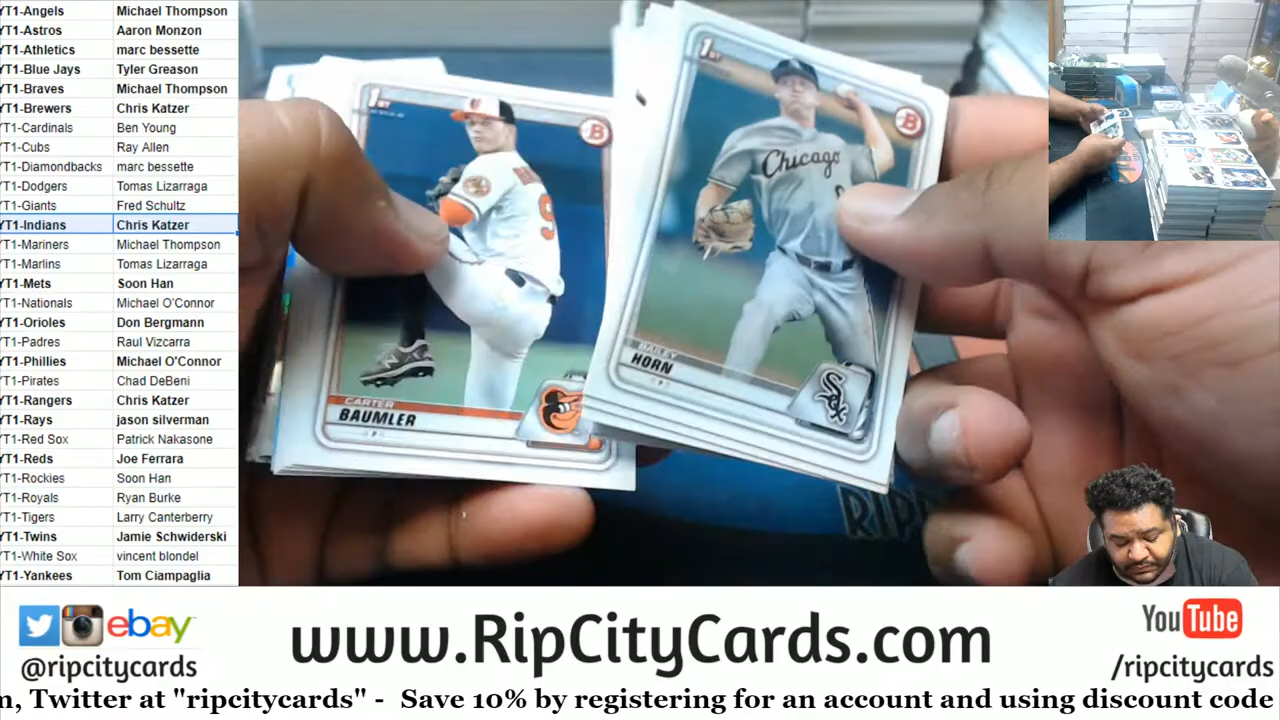 YT1-Angels Michael Thompson
YT1-Astros Aaron Monzon
YT1-Athletics marc bessette
YT1-Blue Jays Tyler Greason
YT1-Braves Michael Thompson
YT1-Brewers Chris Katzer
YT1-Cardinals Ben Young
YT1-Cubs Ray Allen
YT1-Diamondbacks marc bessette
YT1-Dodgers Tomas Lizarraga
YT1-Giants Fred Schultz
YT1-Indians Chris Katzer
YT1-Mariners Michael Thompson
YT1-Marlins Tomas Lizarraga
YT1-Mets Soon Han
YT1-Nationals Michael O'Connor
YT1-Orioles Don Bergmann
YT1-Padres Raul Vizcarra
YT1-Phillies Michael O'Connor
YT1-Pirates Chad DeBeni
YT1-Rangers Chris Katzer
YT1-Rays jason silverman
YT1-Red Sox Patrick Nakasone
YT1-Reds Joe Ferrara
YT1-Rockies Soon Han
YT1-Royals Ryan Burke
YT1-Tigers Larry Canterberry
YT1-Twins Jamie Schwiderski
YT1-White Sox vincent blondel
YT1-Yankees Tom Ciampaglia
1ST
B
9
CARTER
BAUMLER
1ST
B
Chicago
BAILEY
HORN
SOX
RIPP
ebay
@ripcitycards
www.RipCityCards.com
YouTube
/ripcitycards
n, Twitter at "ripcitycards" - Save 10% by registering for an account and using discount code